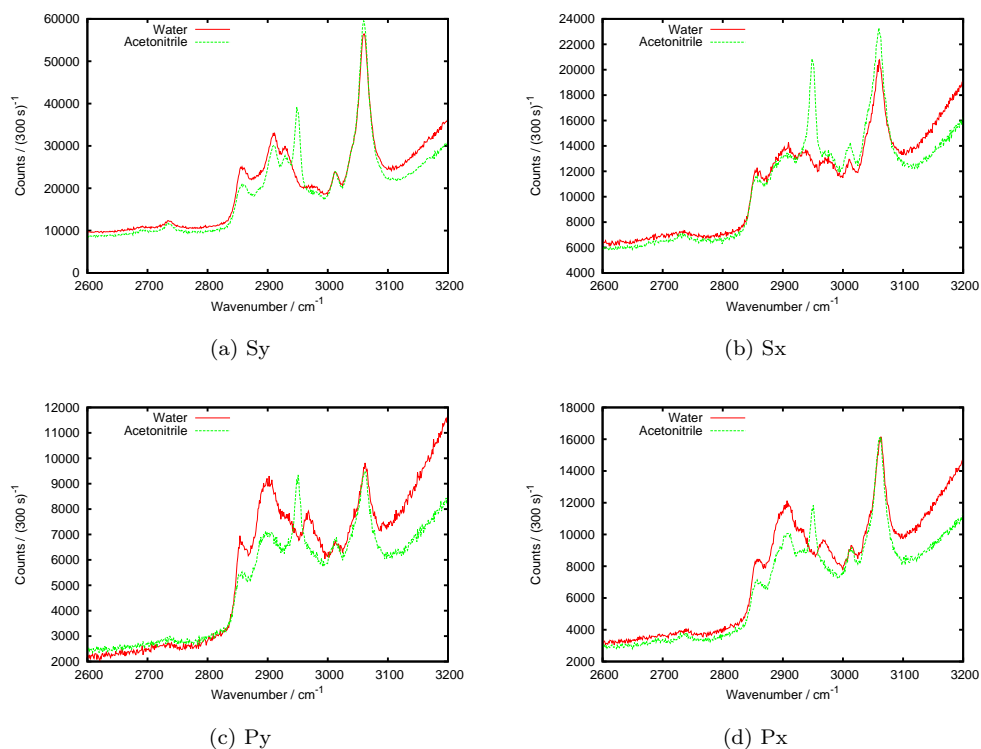 60000
50000
40000
30000
20000
10000
0
Counts / (300 s)⁻¹
Water
Acetonitrile
2600 2700 2800 2900 3000 3100 3200
Wavenumber / cm⁻¹
(a) Sy
24000
22000
20000
18000
16000
14000
12000
10000
8000
6000
4000
Counts / (300 s)⁻¹
Water
Acetonitrile
2600 2700 2800 2900 3000 3100 3200
Wavenumber / cm⁻¹
(b) Sx
12000
11000
10000
9000
8000
7000
6000
5000
4000
3000
2000
Counts / (300 s)⁻¹
Water
Acetonitrile
2600 2700 2800 2900 3000 3100 3200
Wavenumber / cm⁻¹
(c) Py
18000
16000
14000
12000
10000
8000
6000
4000
2000
Counts / (300 s)⁻¹
Water
Acetonitrile
2600 2700 2800 2900 3000 3100 3200
Wavenumber / cm⁻¹
(d) Px